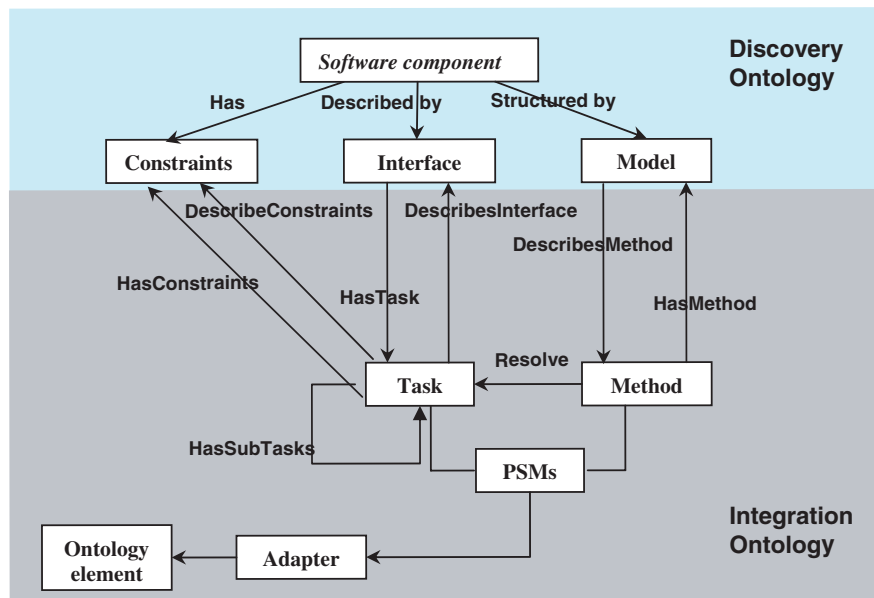 Discovery
Ontology
Software component
Has
Described by
Structured by
Constraints
Interface
Model
DescribeConstraints
DescribesInterface
DescribesMethod
HasConstraints
HasTask
HasMethod
Resolve
Task
Method
HasSubTasks
PSMs
Integration
Ontology
Ontology
element
Adapter